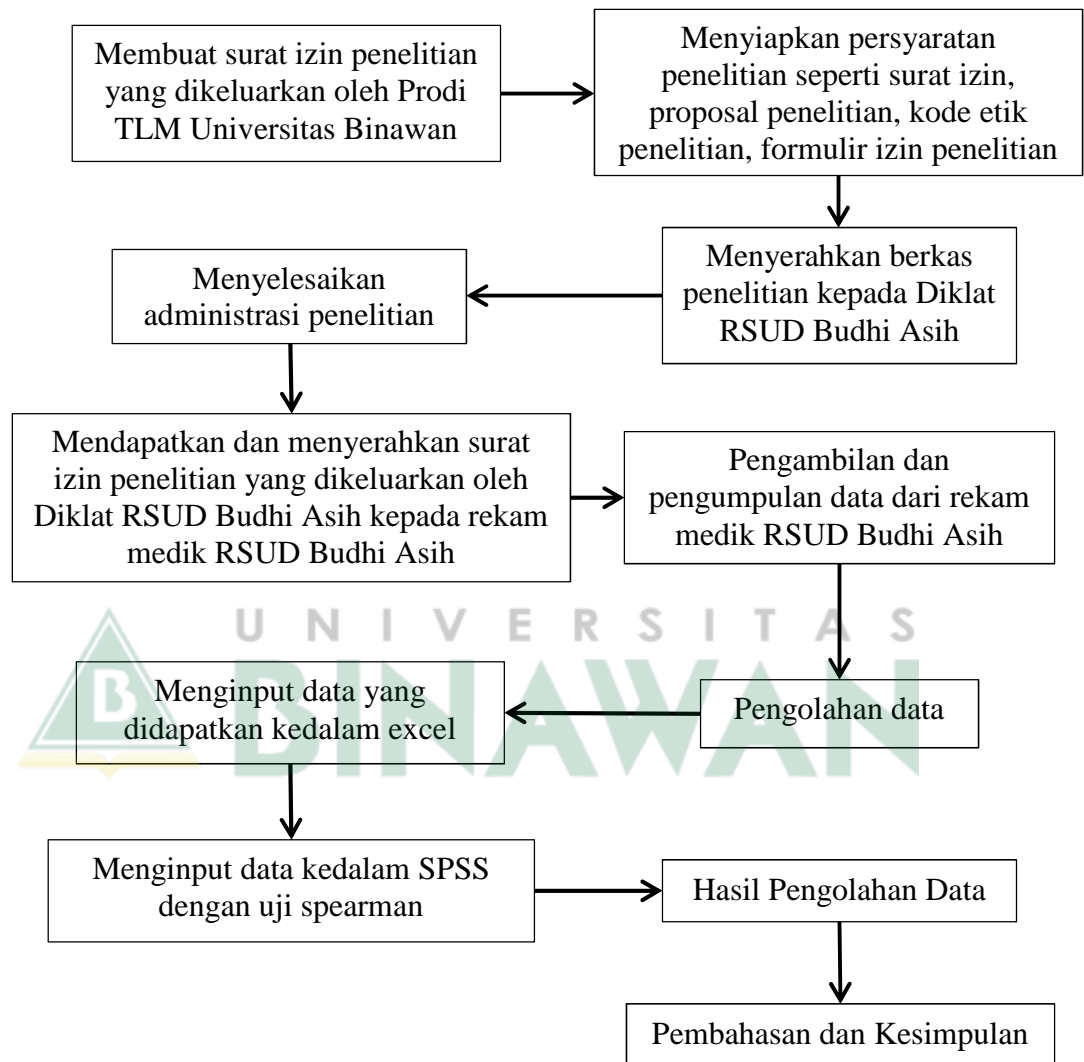 Membuat surat izin penelitian
yang dikeluarkan oleh Prodi
TLM Universitas Binawan
Menyiapkan persyaratan
penelitian seperti surat izin,
proposal penelitian, kode etik
penelitian, formulir izin penelitian
Menyerahkan berkas
penelitian kepada Diklat
RSUD Budhi Asih
Menyelesaikan
administrasi penelitian
Mendapatkan dan menyerahkan surat
izin penelitian yang dikeluarkan oleh
Diklat RSUD Budhi Asih kepada rekam
medik RSUD Budhi Asih
Pengambilan dan
pengumpulan data dari rekam
medik RSUD Budhi Asih
UNIVERSITAS
B
BINAWAN
Pengolahan data
Menginput data yang
didapatkan kedalam excel
Menginput data kedalam SPSS
dengan uji spearman
Hasil Pengolahan Data
Pembahasan dan Kesimpulan